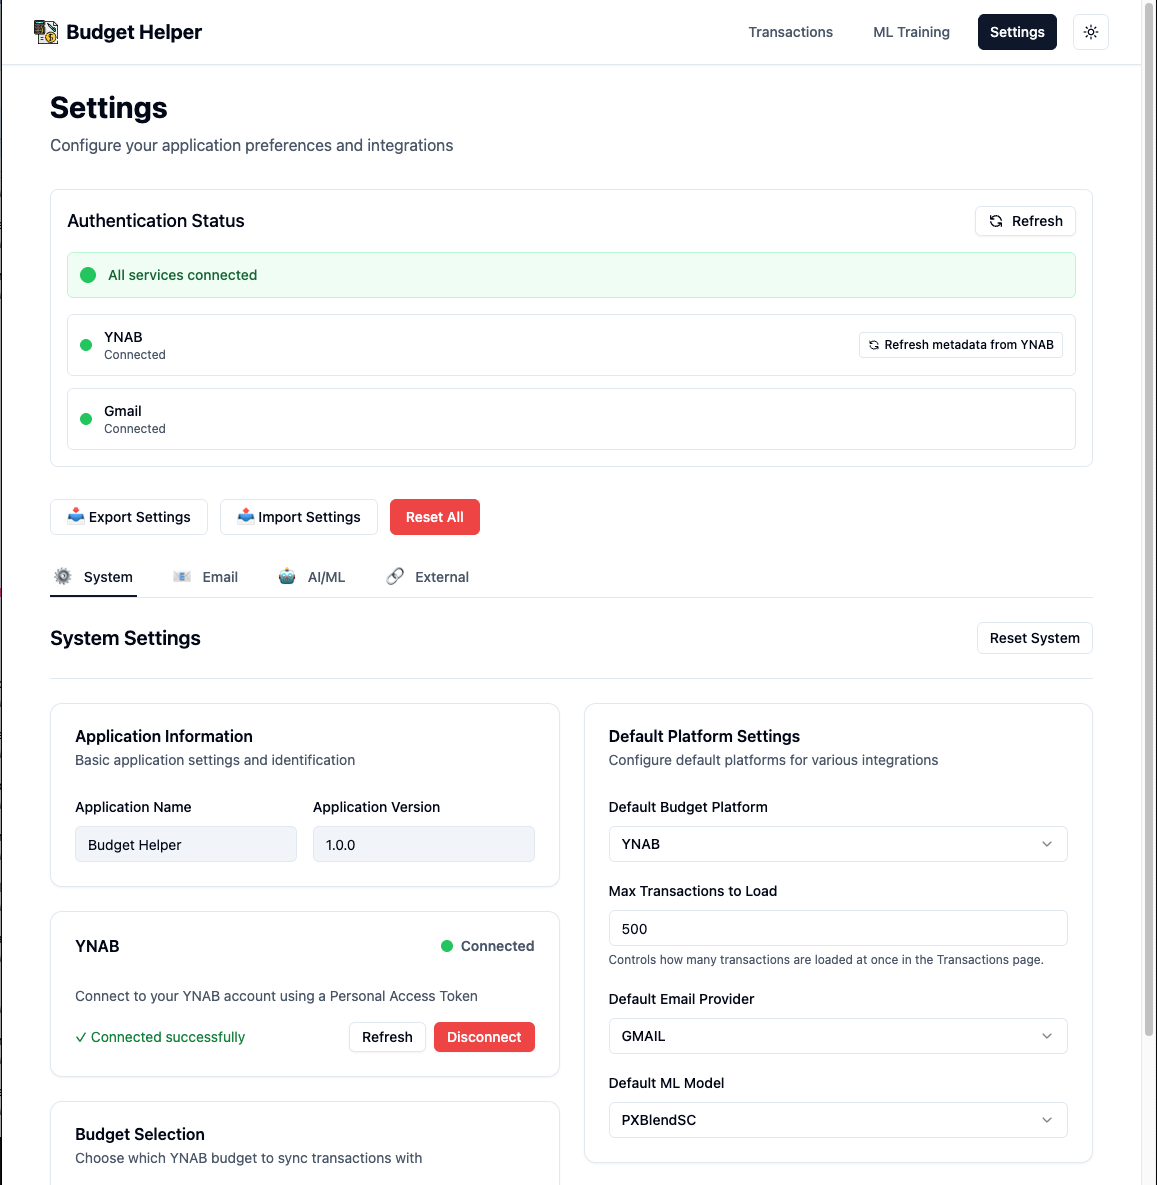 Budget Helper
Transactions
ML Training
Settings
Settings
Configure your application preferences and integrations
Authentication Status
Refresh
All services connected
YNAB
Connected
Refresh metadata from YNAB
Gmail
Connected
Export Settings
Import Settings
Reset All
System
Email
AI/ML
External
System Settings
Reset System
Application Information
Basic application settings and identification
Application Name
Application Version
Budget Helper
1.0.0
YNAB
Connected
Connect to your YNAB account using a Personal Access Token
✓ Connected successfully
Refresh
Disconnect
Budget Selection
Choose which YNAB budget to sync transactions with
Default Platform Settings
Configure default platforms for various integrations
Default Budget Platform
YNAB
Max Transactions to Load
500
Controls how many transactions are loaded at once in the Transactions page.
Default Email Provider
GMAIL
Default ML Model
PXBlendSC